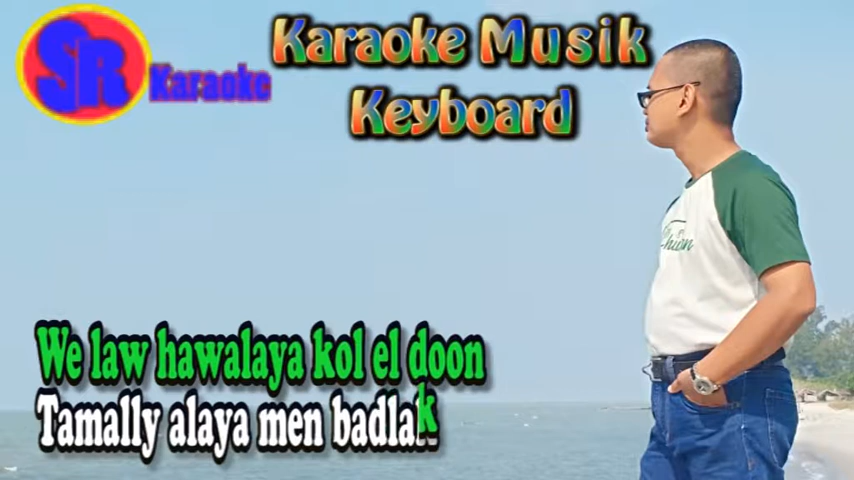 SR Karaoke
Karaoke Musik
Keyboard
We law hawalaya kol el doon
Tamally alaya men badlak